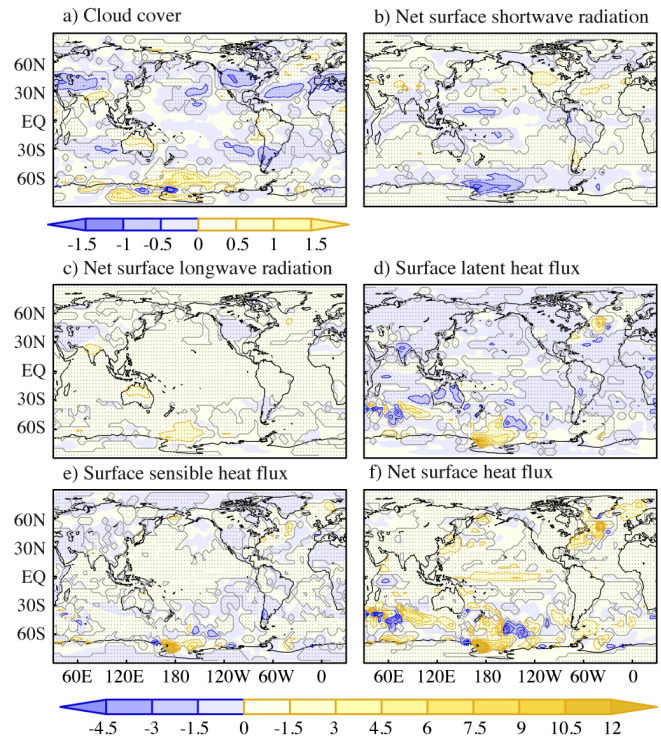 a) Cloud cover
b) Net surface shortwave radiation
60N
30N
EQ
30S
60S
-1.5 -1 -0.5 0 0.5 1 1.5
c) Net surface longwave radiation
d) Surface latent heat flux
60N
30N
EQ
30S
60S
e) Surface sensible heat flux
f) Net surface heat flux
60N
30N
EQ
30S
60S
60E 120E 180 120W 60W 0
60E 120E 180 120W 60W 0
-4.5 -3 -1.5 0 -1.5 3 4.5 6 7.5 9 10.5 12